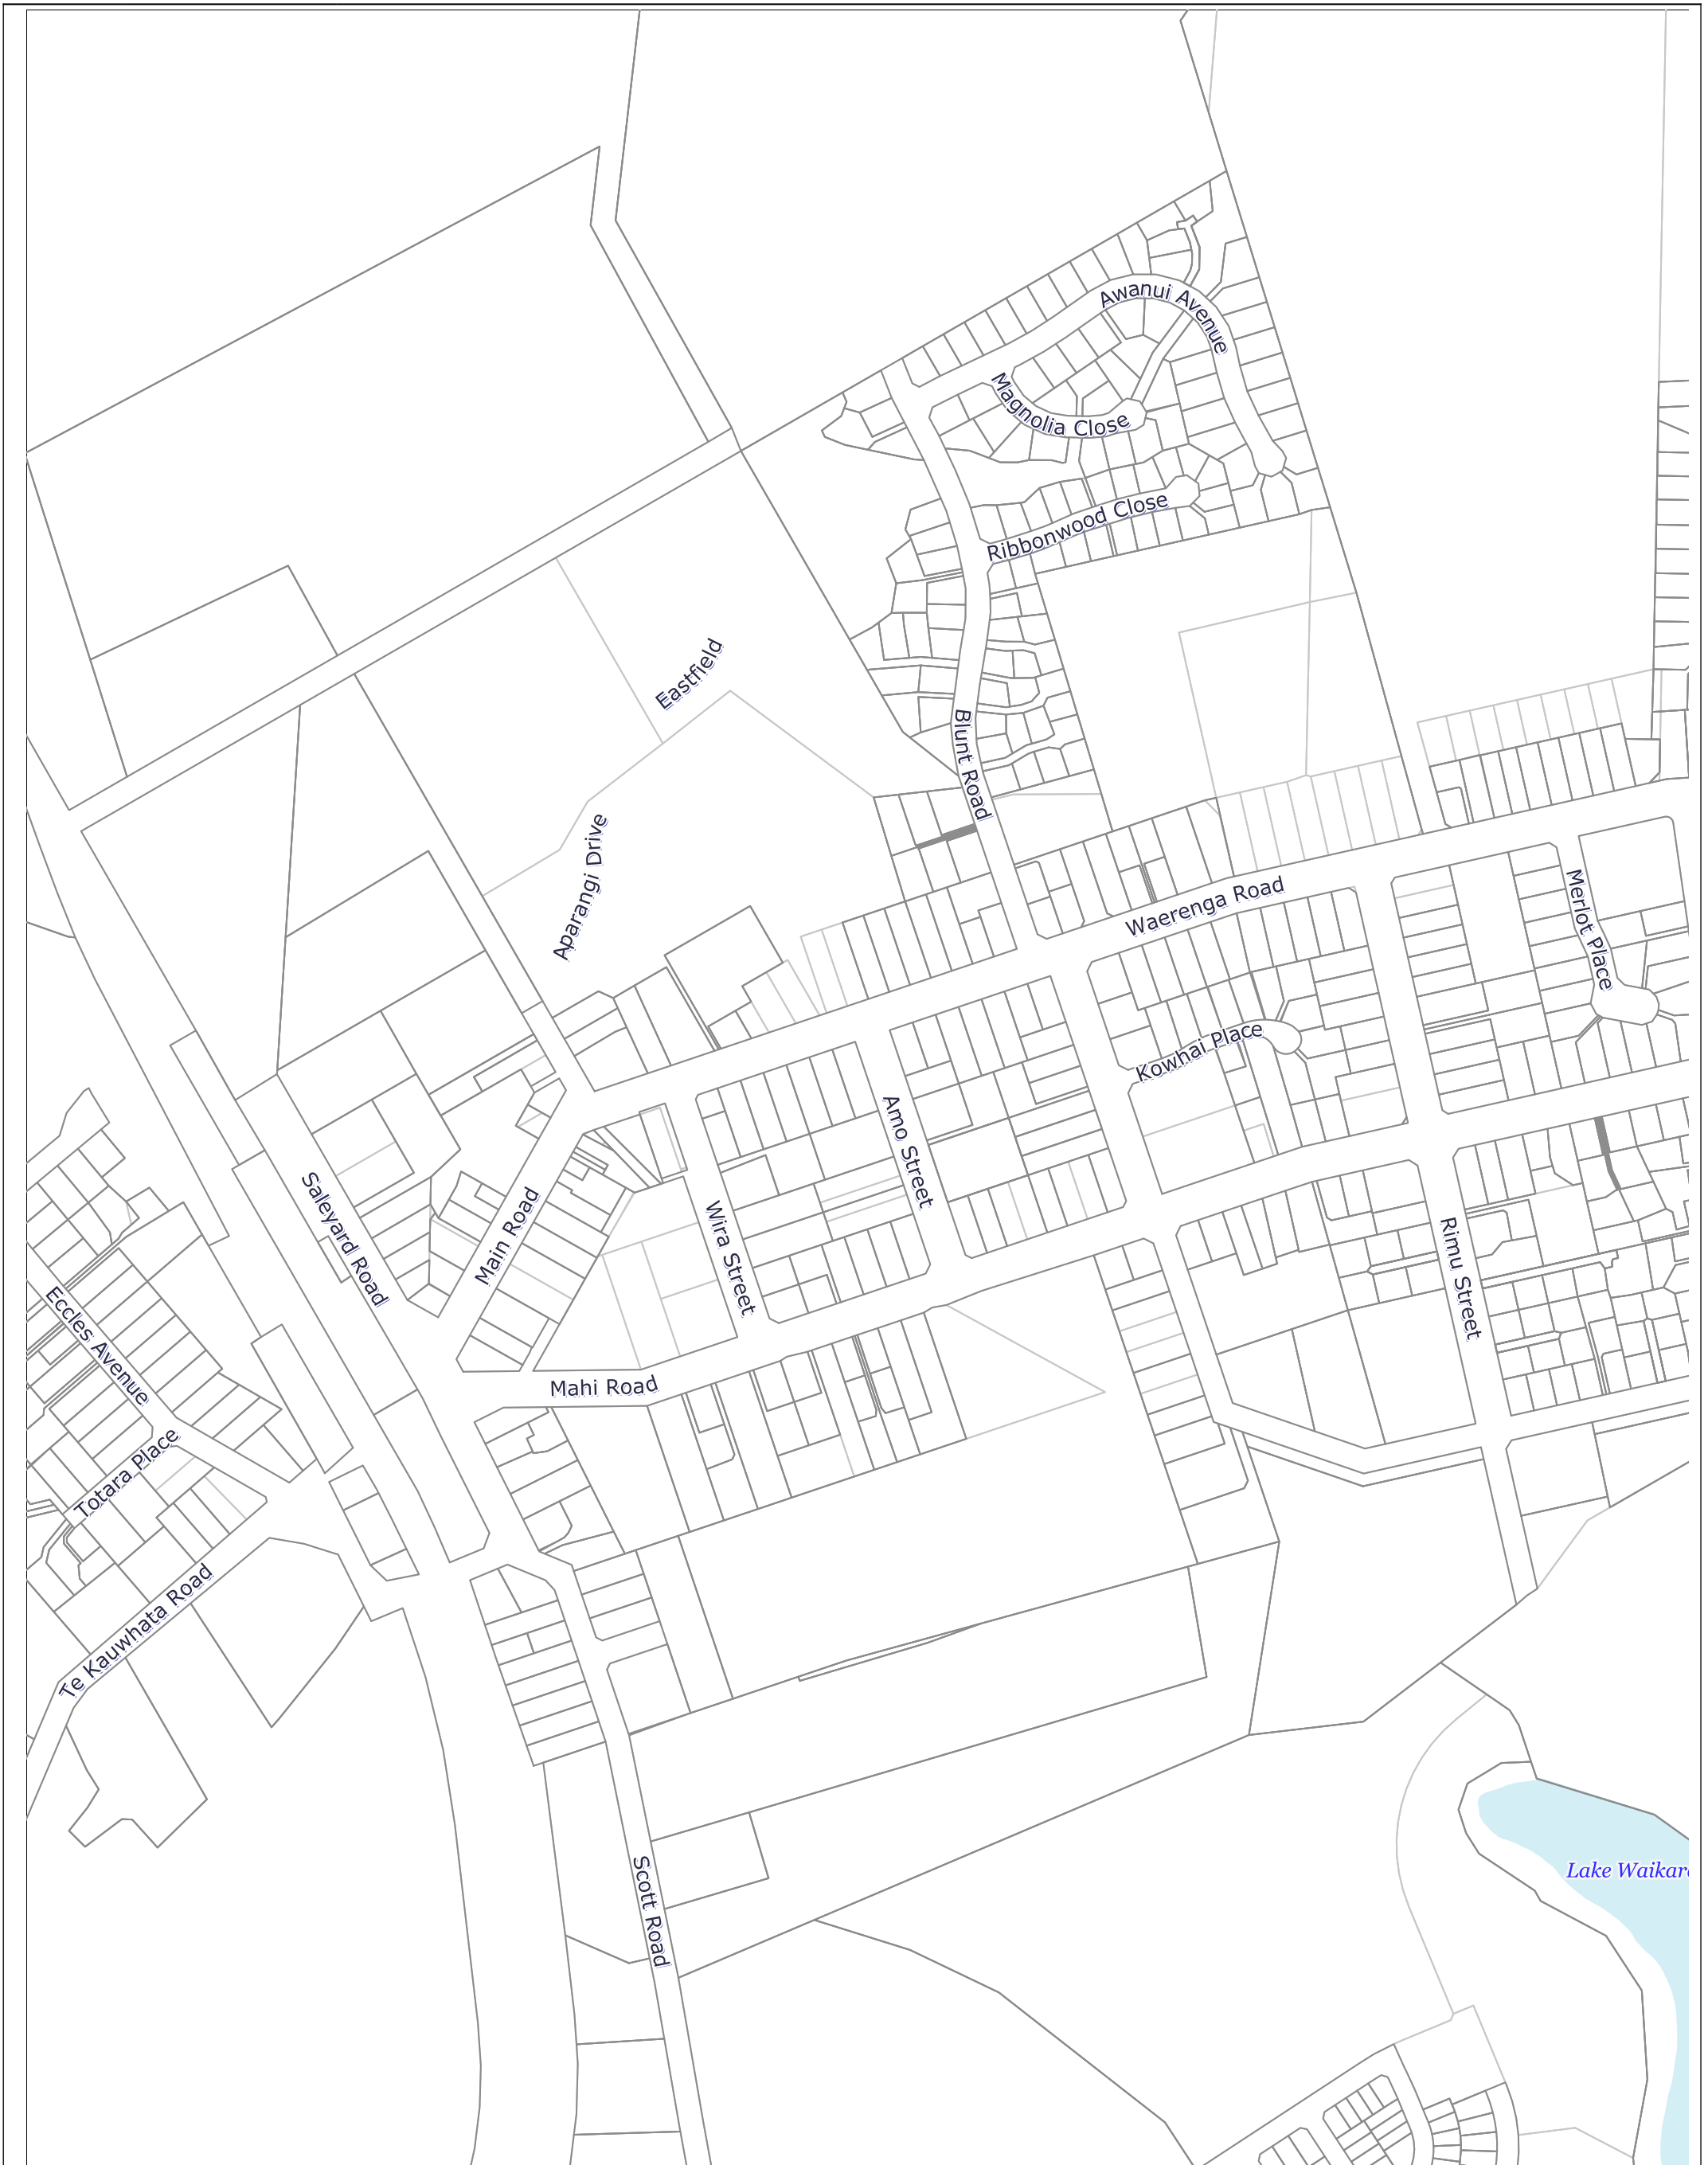 Awanui Avenue
Magnolia Close
Ribbonwood Close
Eastfield
Blunt Road
Aparangi Drive
Waerenga Road
Merlot Place
Kowhai Place
Amo Street
Saleyard Road
Main Road
Wira Street
Rimu Street
Eccles Avenue
Mahi Road
Totara Place
Te Kauwhata Road
Scott Road
Lake Waikar